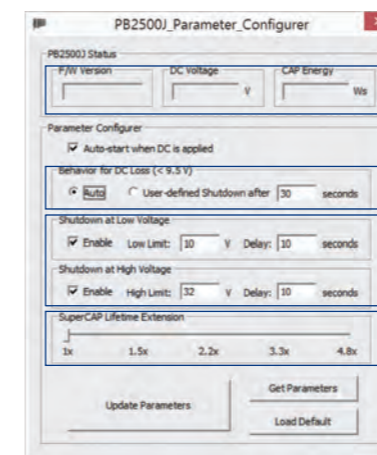 PB2500J_Parameter_Configurer
PB2500J Status
F/W Version DC Voltage CAP Energy
V Ws
Parameter Configurer
Auto-start when DC is applied
Behavior for DC Loss (< 9.5 V)
Auto User-defined Shutdown after 30 seconds
Shutdown at Low Voltage
Enable Low Limit: 10 V Delay: 10 seconds
Shutdown at High Voltage
Enable High Limit: 32 V Delay: 10 seconds
SuperCAP Lifetime Extension
1x 1.5x 2.2x 3.3x 4.8x
Update Parameters
Get Parameters
Load Default